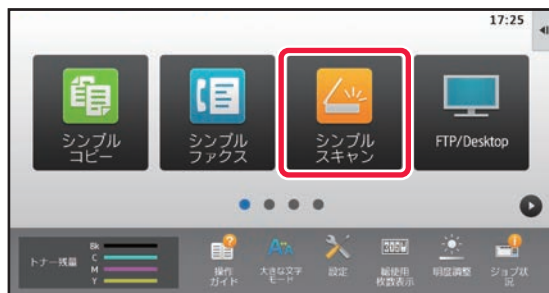 17:25
シンプル
コピー
シンプル
ファクス
シンプル
スキャン
FTP/Desktop
トナー残量
Bk
C
M
Y
操作
ガイド
大きな文字
モード
設定
総使用
枚数表示
明度調整
ジョブ状
況